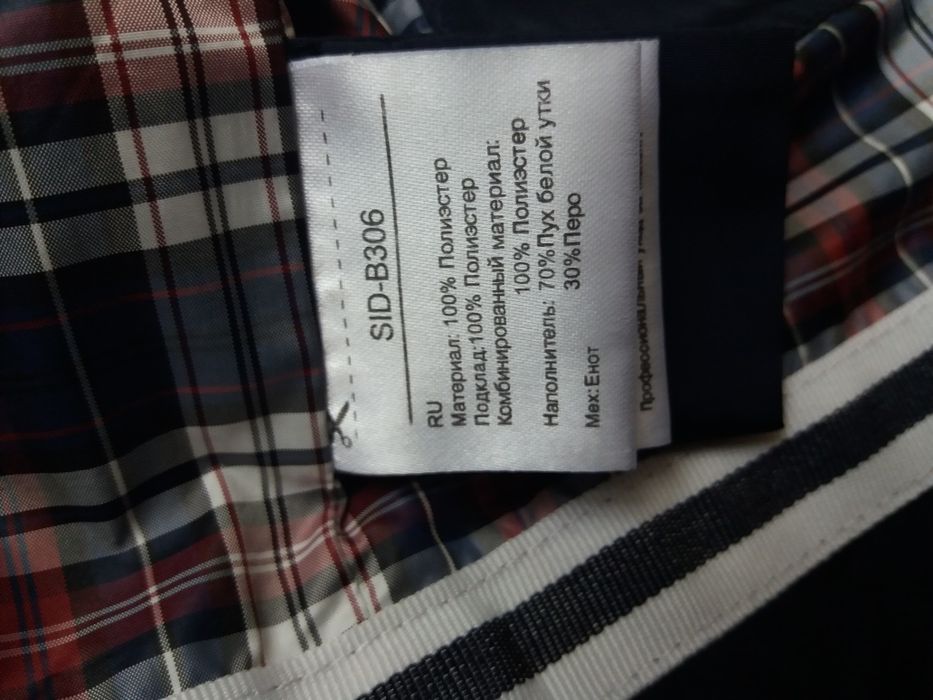 SID-B306
RU
Материал: 100% Полиэстер
Подклад:100% Полиэстер
Комбинированный материал:
100% Полиэстер
Наполнитель: 70%Пух белой утки
30%Перо
Мех:Енот
Профессиональная